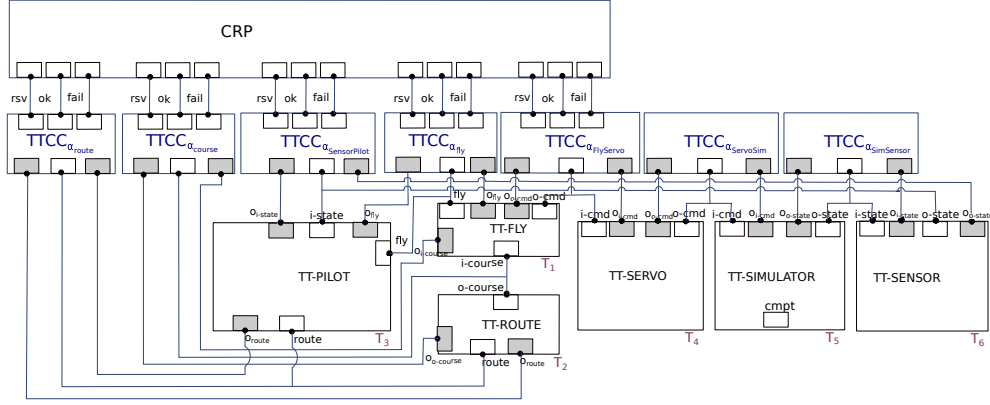 CRP
rsv ok fail rsv ok fail rsv ok fail rsv ok fail rsv ok fail
TTCCαroute TTCCαcourse TTCCαSensorPilot TTCCαfly TTCCαFlyServo TTCCαServoSim TTCCαSimSensor
fly ofly oo-cmd o-cmd
oi-state i-state ofly i-cmd oi-cmd oo-cmd o-cmd i-cmd oi-cmd oo-state o-state i-state oi-state o-state oo-state
TT-FLY
fly oi-course
i-course T1
TT-PILOT TT-SERVO TT-SIMULATOR TT-SENSOR
o-course
cmpt
TT-ROUTE
oroute route T3 T4 T5 T6
oo-course route oroute T2